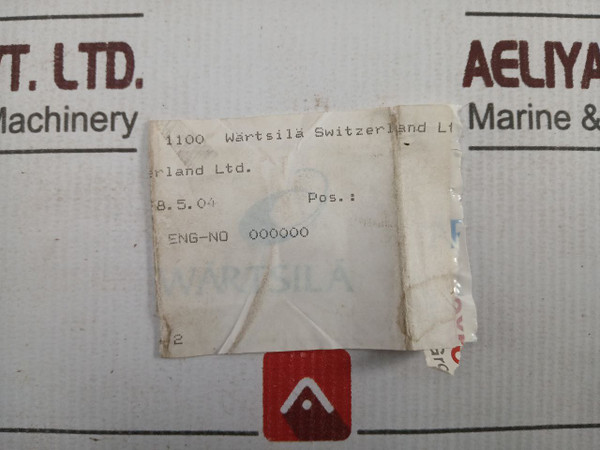 VT. LTD.
Machinery
AELIYA
Marine &
1100 Wärtsilä Switzerland Lt
erland Ltd.
8.5.04 Pos.:
ENG-NO 000000
WÄRTSILÄ
2